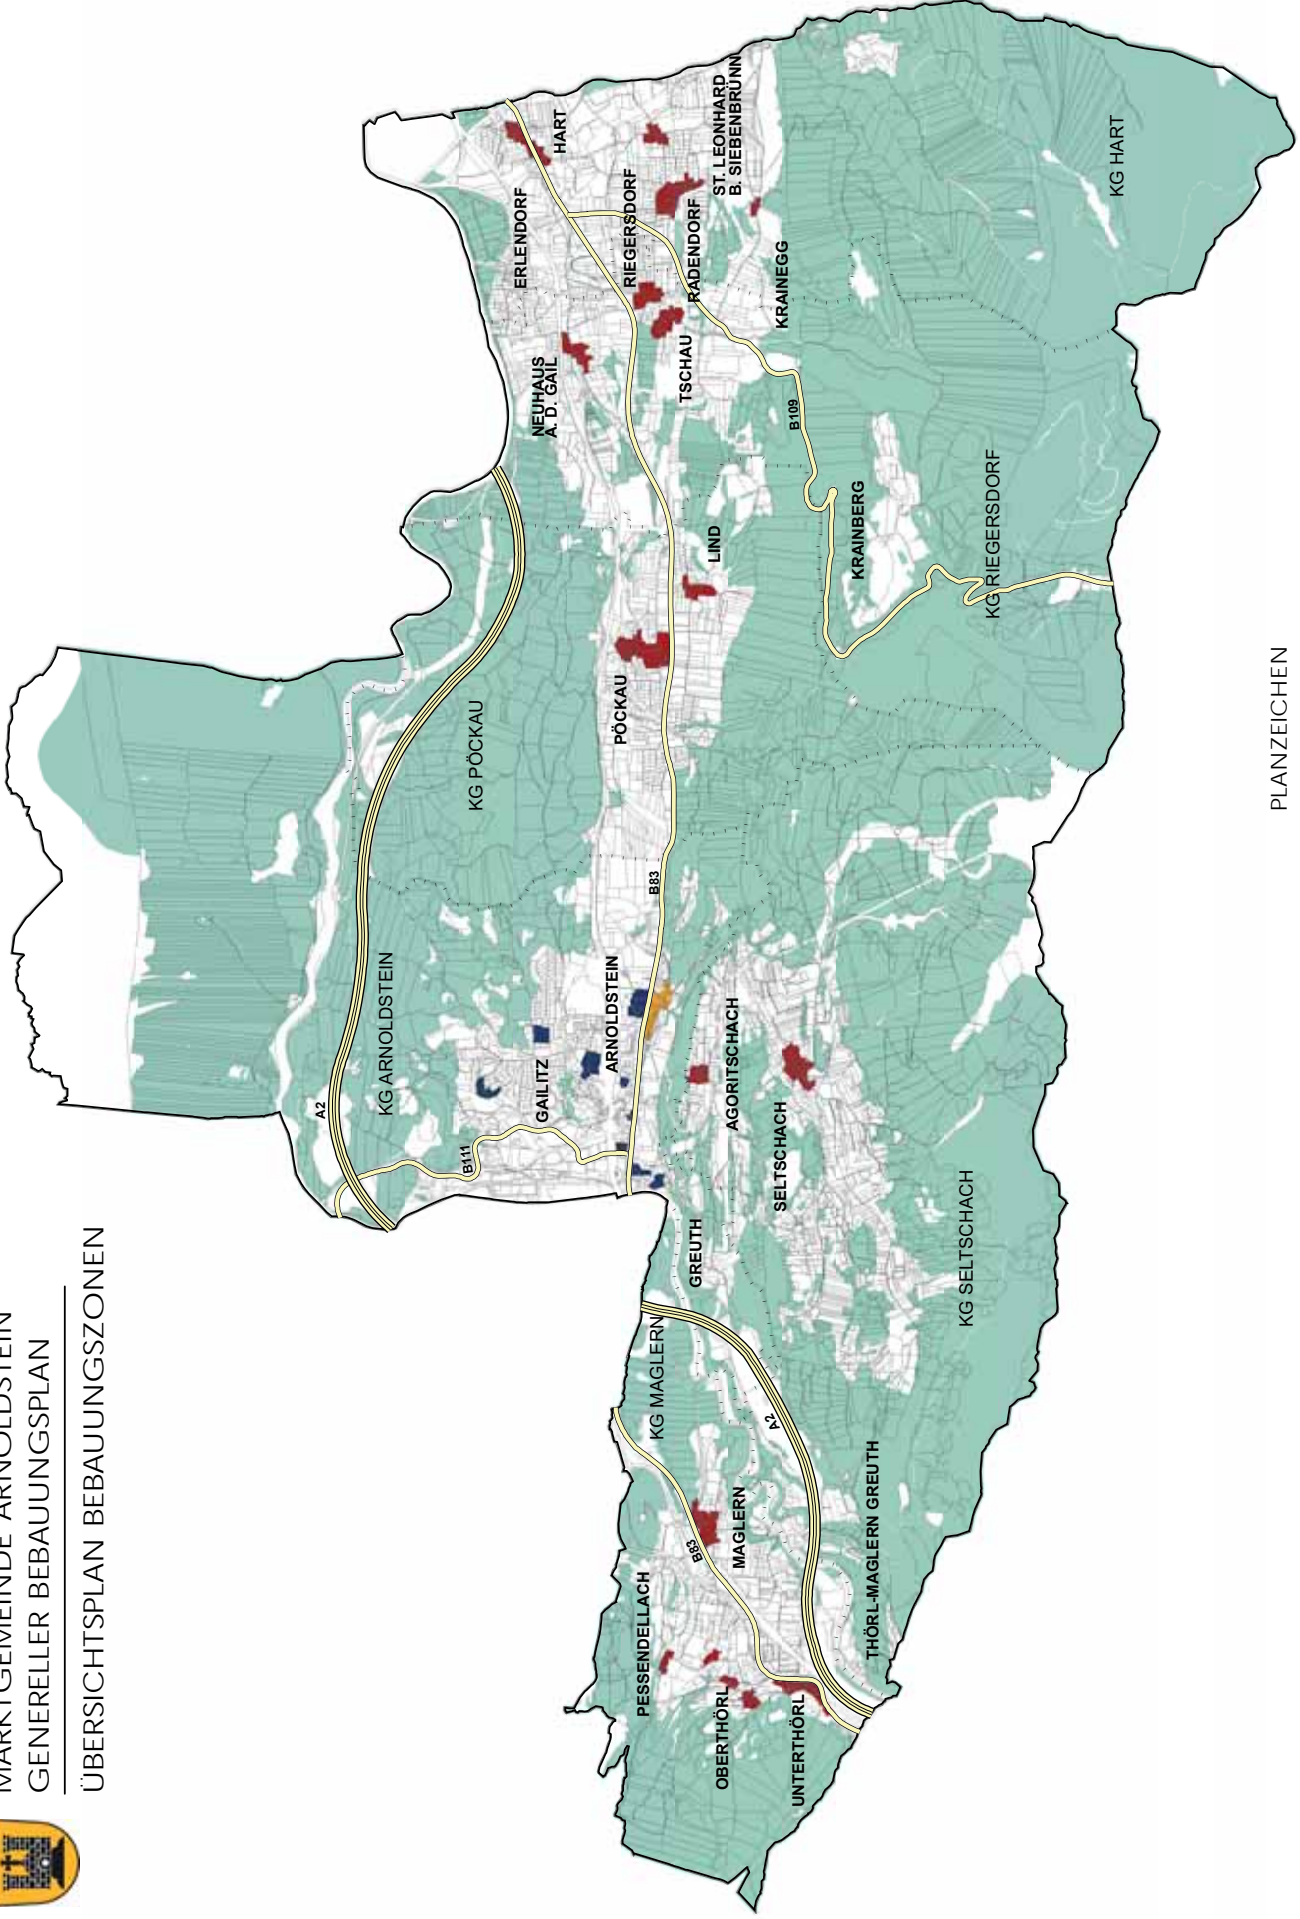 MARKTGEMEINDE ARNOLDSTEIN
GENERELLER BEBAUUNGSPLAN
ÜBERSICHTSPLAN BEBAUUNGSZONEN
A2
KG ARNOLDSTEIN
B111
GAILITZ
ARNOLDSTEIN
B83
KG PÖCKAU
PÖCKAU
LIND
NEUHAUS
A. D. GAIL
ERLENDORF
HART
RIEGERSDORF
RADENDORF
TSCHAU
ST. LEONHARD
B. SIEBENBRÜNN
KRAINEGG
B109
KRAINBERG
KG RIEGERSDORF
KG HART
AGORITSCHACH
SELTSCHACH
KG SELTSCHACH
GREUTH
KG MAGLERN
A2
MAGLERN
B83
THÖRL-MAGLERN GREUTH
PESSENDELLACH
OBERTHÖRL
UNTERTHÖRL
PLANZEICHEN